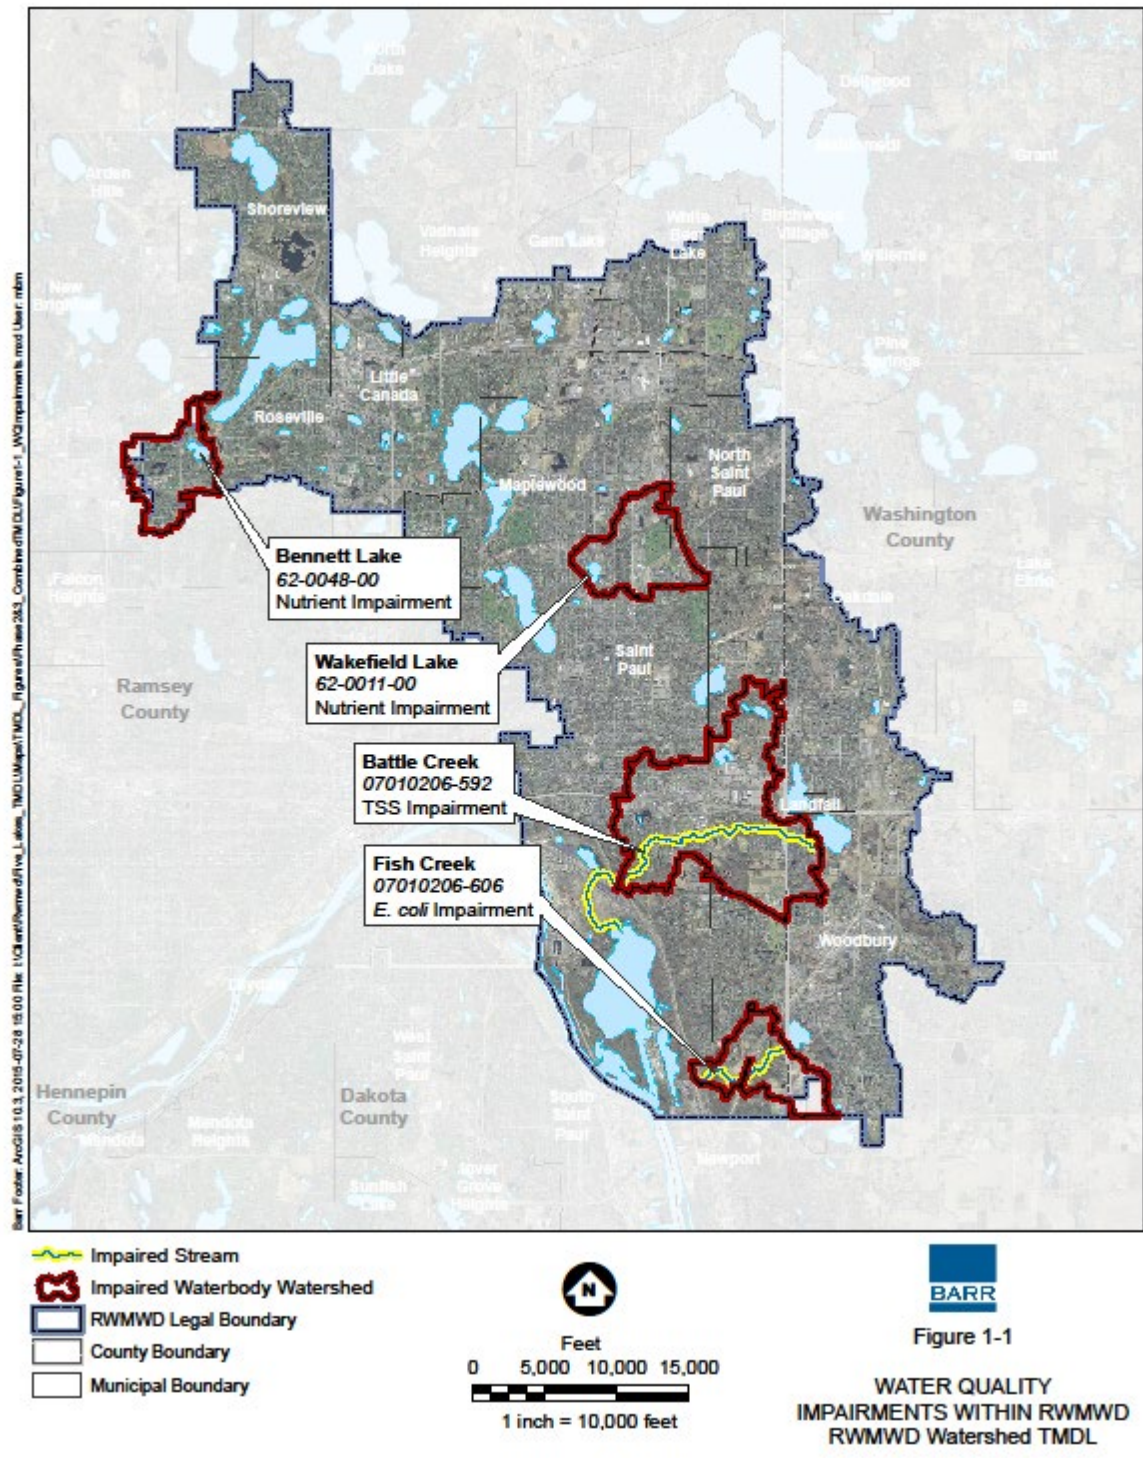 North
Oaks
Dellwood
Mahtomedi
Grant
Arden
Hills
Shoreview
Vadnais
Heights
Gem Lake
White
Bear
Lake
Birchwood
Village
Willernie
New
Brighton
Pine
Springs
Little
Canada
Roseville
North
Saint
Paul
Maplewood
Washington
County
Bennett Lake
62-0048-00
Nutrient Impairment
Falcon
Heights
Lake
Elmo
Oakdale
Wakefield Lake
62-0011-00
Nutrient Impairment
Saint
Paul
Ramsey
County
Battle Creek
07010206-592
TSS Impairment
Landfall
Fish Creek
07010206-606
E. coli Impairment
Woodbury
Lilydale
West
Saint
Paul
Hennepin
County
Dakota
County
South
Saint
Paul
Mendota
Mendota
Heights
Newport
Sunfish
Lake
Inver
Grove
Heights
Impaired Stream
Impaired Waterbody Watershed
RWMWD Legal Boundary
County Boundary
Municipal Boundary
N
Feet
0 5,000 10,000 15,000
1 inch = 10,000 feet
BARR
Figure 1-1
WATER QUALITY
IMPAIRMENTS WITHIN RWMWD
RWMWD Watershed TMDL